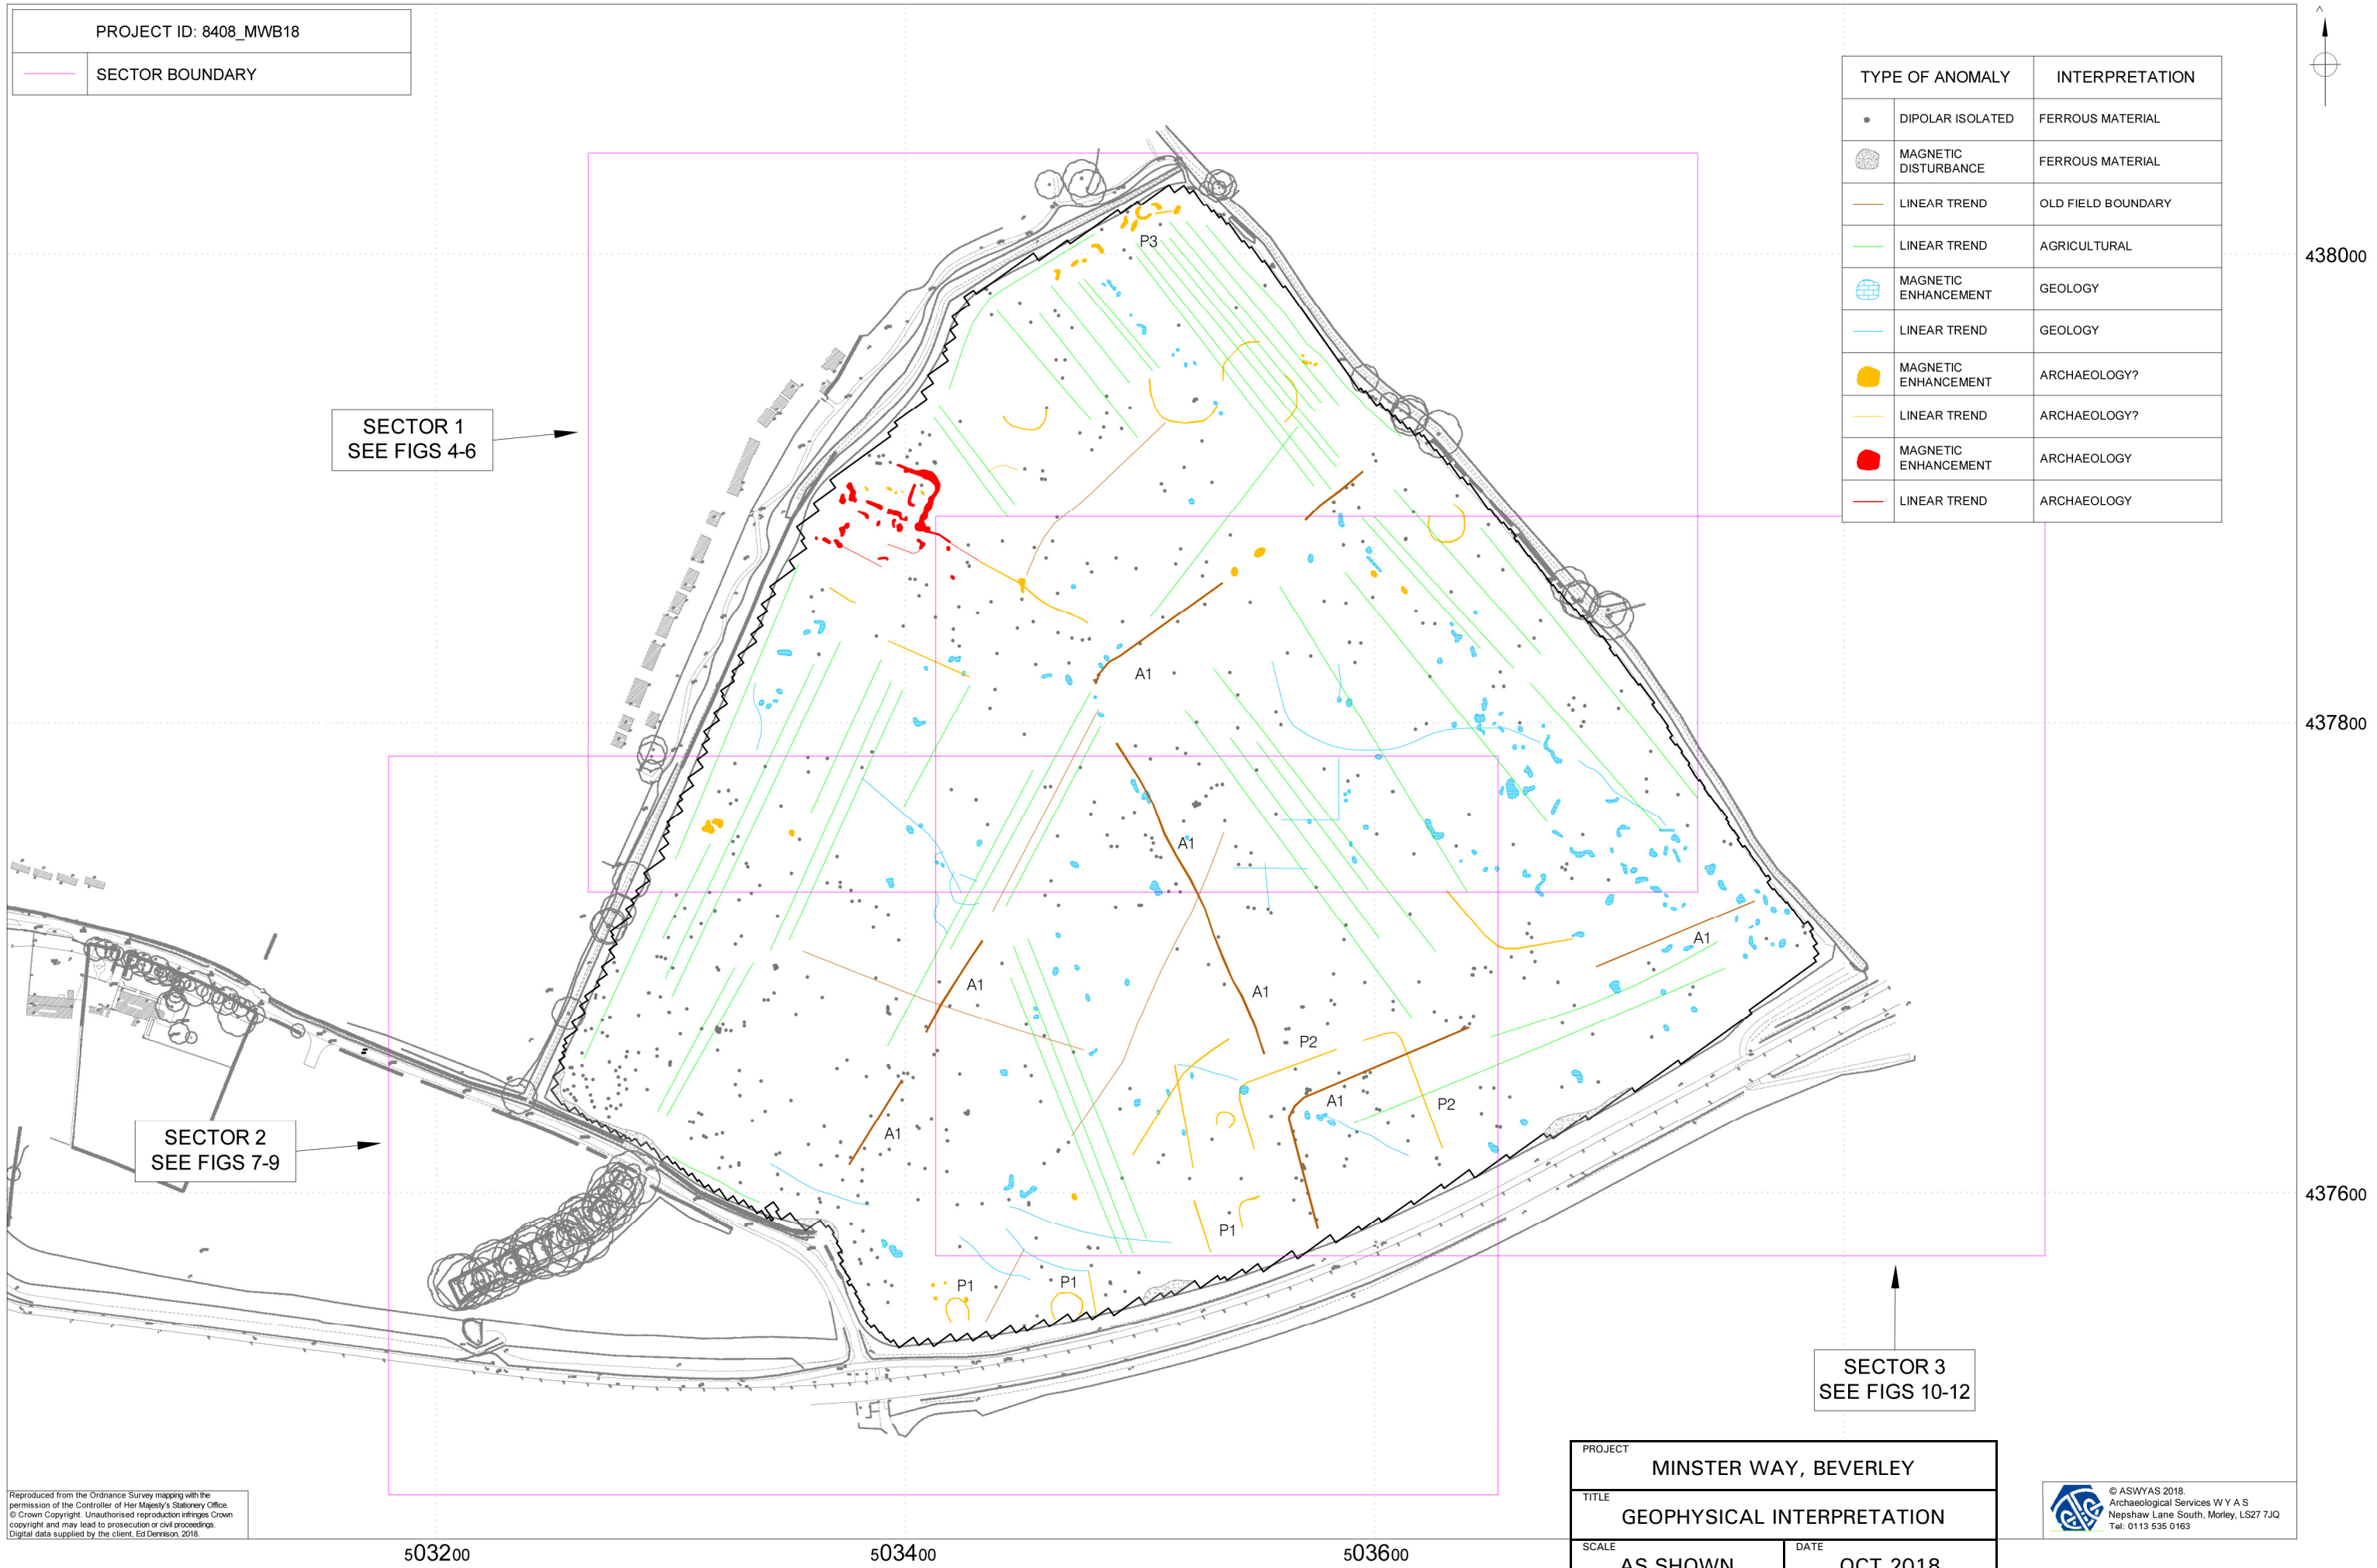 PROJECT ID: 8408_MWB18
SECTOR BOUNDARY
TYPE OF ANOMALY INTERPRETATION
DIPOLAR ISOLATED FERROUS MATERIAL
MAGNETIC
DISTURBANCE FERROUS MATERIAL
LINEAR TREND OLD FIELD BOUNDARY
LINEAR TREND AGRICULTURAL
MAGNETIC
ENHANCEMENT GEOLOGY
LINEAR TREND GEOLOGY
MAGNETIC
ENHANCEMENT ARCHAEOLOGY?
LINEAR TREND ARCHAEOLOGY?
MAGNETIC
ENHANCEMENT ARCHAEOLOGY
LINEAR TREND ARCHAEOLOGY
P3
438000
SECTOR 1
SEE FIGS 4-6
A1
437800
A1
A1
A1
A1
P2
A1
P2
A1
SECTOR 2
SEE FIGS 7-9
437600
P1
P1
P1
SECTOR 3
SEE FIGS 10-12
PROJECT
MINSTER WAY, BEVERLEY
TITLE
GEOPHYSICAL INTERPRETATION
SCALE
AS SHOWN
DATE
OCT 2018
© ASWYAS 2018.
Archaeological Services W Y A S
Nepshaw Lane South, Morley, LS27 7JQ
Tel: 0113 535 0163
Reproduced from the Ordnance Survey mapping with the
permission of the Controller of Her Majesty's Stationery Office.
© Crown Copyright. Unauthorised reproduction infringes Crown
copyright and may lead to prosecution or civil proceedings.
Digital data supplied by the client, Ed Dennison, 2018.
503200
503400
503600